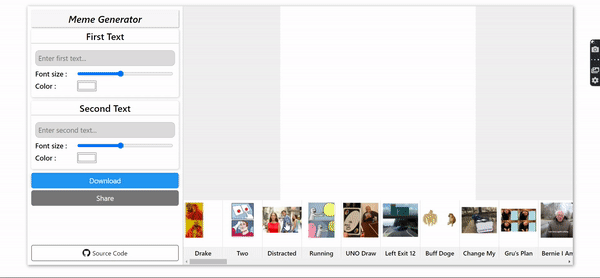 Meme Generator
First Text
Enter first text...
Font size :
Color :
Second Text
Enter second text...
Font size :
Color :
Download
Share
Source Code
Drake
Two
Distracted
Running
UNO Draw
Left Exit 12
Buff Doge
Change My
Gru's Plan
Bernie I Am